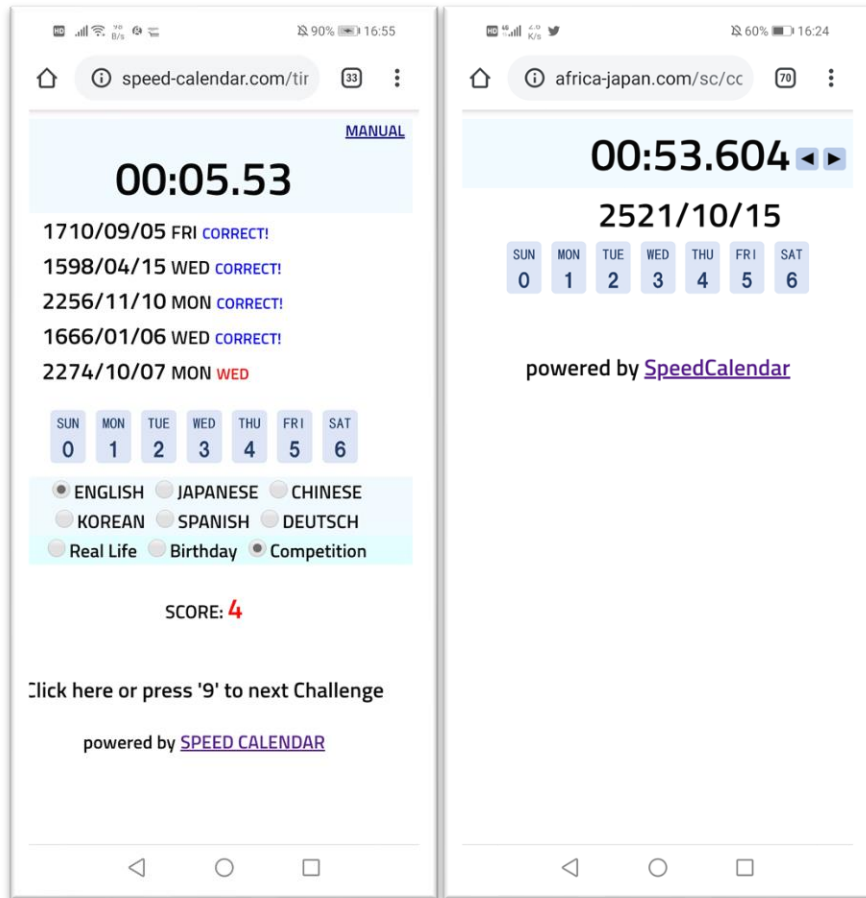 HD 90% 16:55
speed-calendar.com/tir 33
MANUAL
00:05.53
1710/09/05 FRI CORRECT!
1598/04/15 WED CORRECT!
2256/11/10 MON CORRECT!
1666/01/06 WED CORRECT!
2274/10/07 MON WED
SUN MON TUE WED THU FRI SAT
0 1 2 3 4 5 6
ENGLISH JAPANESE CHINESE
KOREAN SPANISH DEUTSCH
Real Life Birthday Competition
SCORE: 4
Click here or press '9' to next Challenge
powered by SPEED CALENDAR
HD 60% 16:24
africa-japan.com/sc/cc 70
00:53.604
2521/10/15
SUN MON TUE WED THU FRI SAT
0 1 2 3 4 5 6
powered by SpeedCalendar